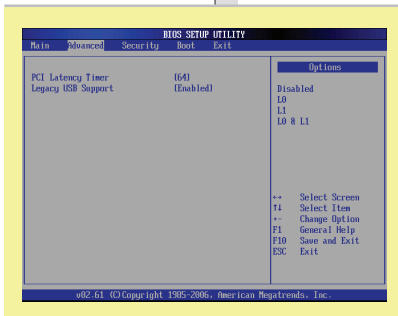 BIOS SETUP UTILITY
Main Advanced Security Boot Exit
PCI Latency Timer [64]
Legacy USB Support [Enabled]
Options
Disabled
L0
L1
L0 & L1
←→ Select Screen
↑↓ Select Item
+- Change Option
F1 General Help
F10 Save and Exit
ESC Exit
v02.61 (C)Copyright 1985-2006, American Megatrends, Inc.